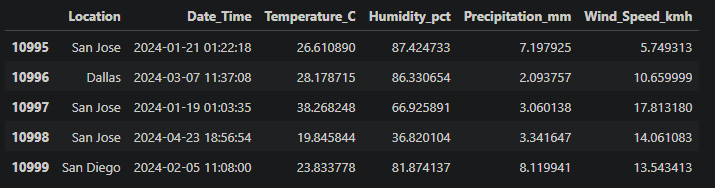 Location Date_Time Temperature_C Humidity_pct Precipitation_mm Wind_Speed_kmh
10995 San Jose 2024-01-21 01:22:18 26.610890 87.424733 7.197925 5.749313
10996 Dallas 2024-03-07 11:37:08 28.178715 86.330654 2.093757 10.659999
10997 San Jose 2024-01-19 01:03:35 38.268248 66.925891 3.060138 17.813180
10998 San Jose 2024-04-23 18:56:54 19.845844 36.820104 3.341647 14.061083
10999 San Diego 2024-02-05 11:08:00 23.833778 81.874137 8.119941 13.543413